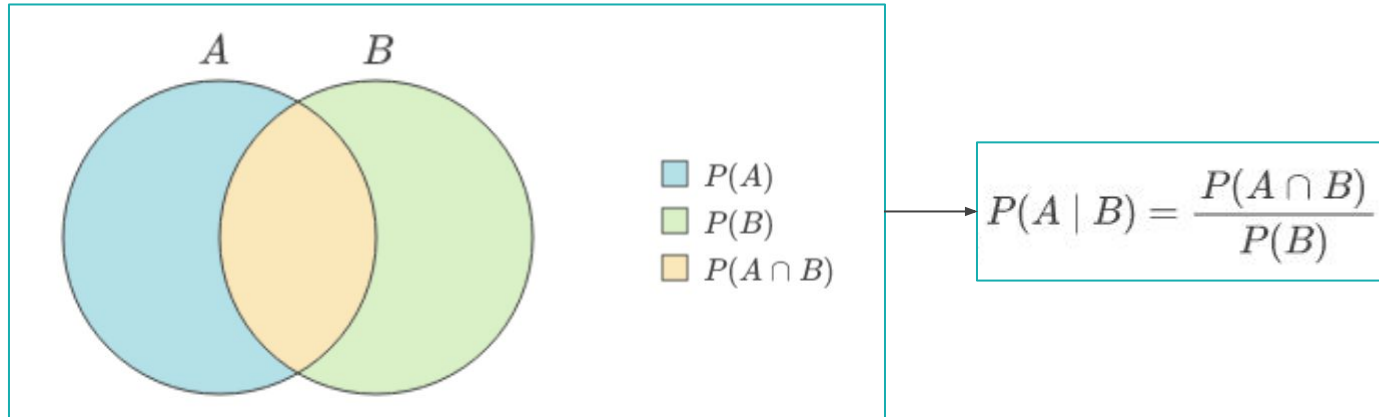 A B
P(A)
P(B)
P(A ∩ B)
P(A | B) = P(A ∩ B) / P(B)